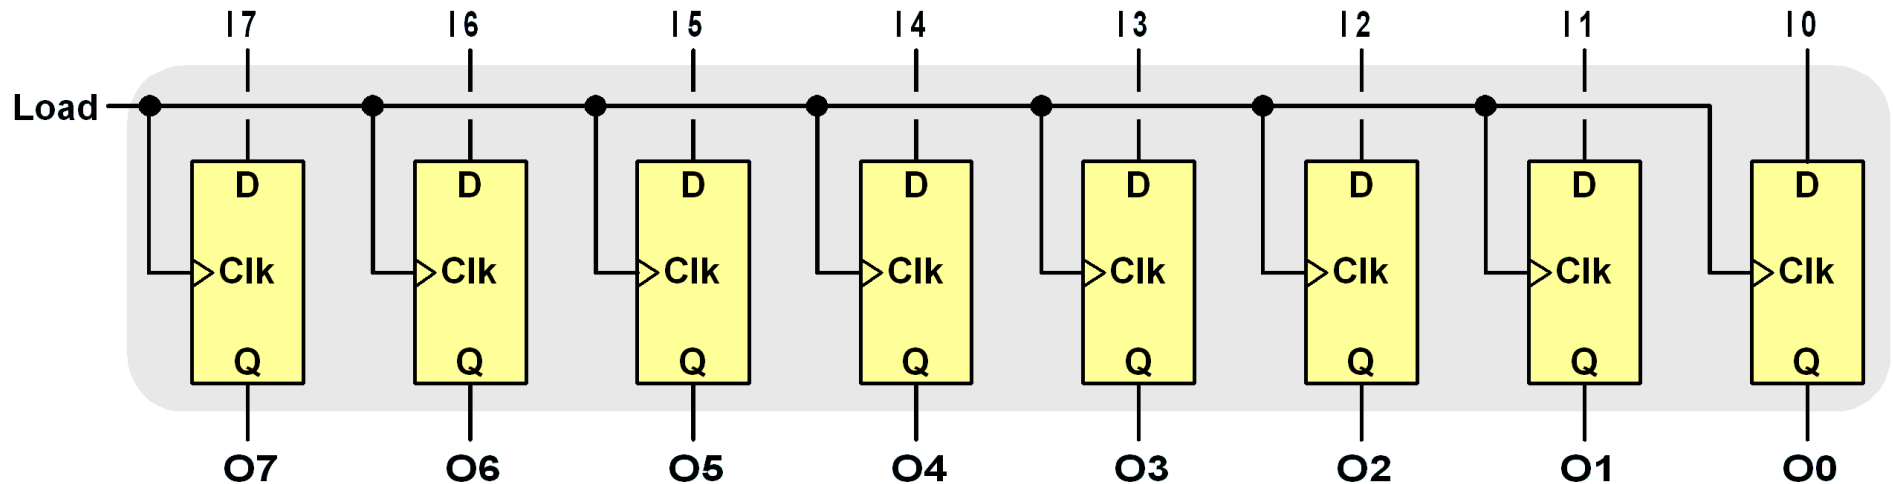 I7 I6 I5 I4 I3 I2 I1 I0
Load
D D D D D D D D
Clk Clk Clk Clk Clk Clk Clk Clk
Q Q Q Q Q Q Q Q
O7 O6 O5 O4 O3 O2 O1 O0